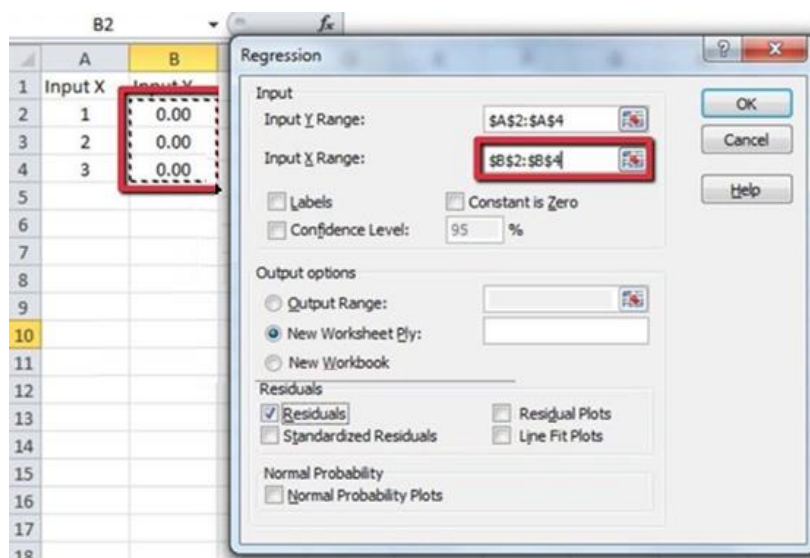 B2
fx
A B
1 Input X Input Y
2 1 0.00
3 2 0.00
4 3 0.00
5
6
7
8
9
10
11
12
13
14
15
16
17
18
Regression
?
Input
Input Y Range: $A$2:$A$4
Input X Range: $B$2:$B$4
Labels Constant is Zero
Confidence Level: 95 %
OK
Cancel
Help
Output options
Output Range:
New Worksheet Ply:
New Workbook
Residuals
Residuals Residual Plots
Standardized Residuals Line Fit Plots
Normal Probability
Normal Probability Plots